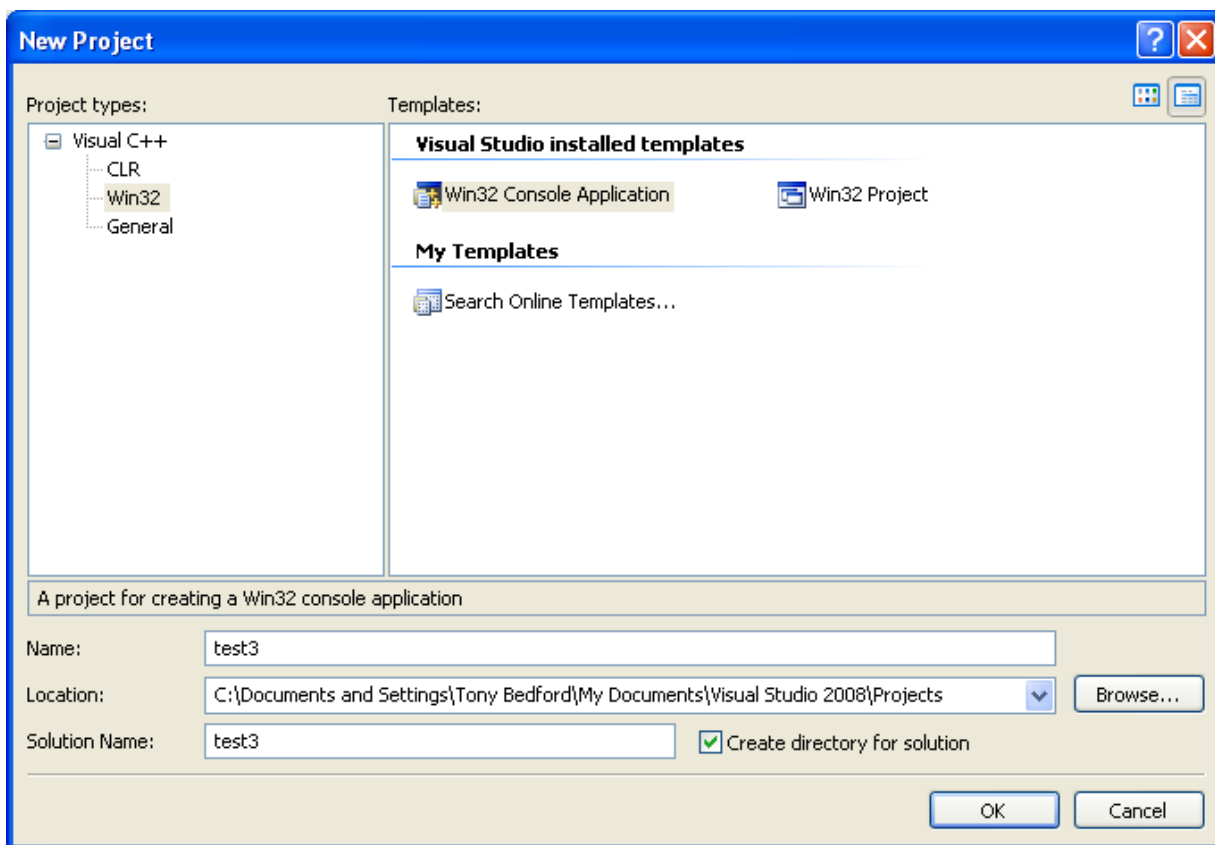 New Project
Project types:
Templates:
Visual C++
CLR
Win32
General
Visual Studio installed templates
Win32 Console Application
Win32 Project
My Templates
Search Online Templates...
A project for creating a Win32 console application
Name:
test3
Location:
C:\Documents and Settings\Tony Bedford\My Documents\Visual Studio 2008\Projects
Browse...
Solution Name:
test3
Create directory for solution
OK
Cancel